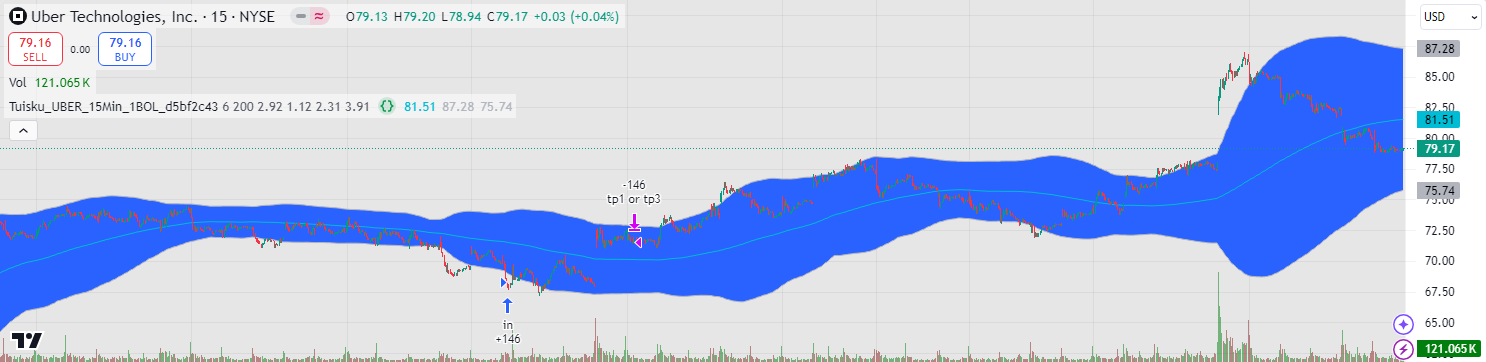 Uber Technologies, Inc. · 15 · NYSE O79.13 H79.20 L78.94 C79.17 +0.03 (+0.04%)
USD
79.16 SELL 0.00 79.16 BUY
87.28
Vol 121.065 K
85.00
Tuisku_UBER_15Min_1BOL_d5bf2c43 6 200 2.92 1.12 2.31 3.91 {} 81.51 87.28 75.74
82.50
81.51
80.00
79.17
77.50
75.74
75.00
-146
tp1 or tp3
72.50
70.00
67.50
in
+146
65.00
121.065K